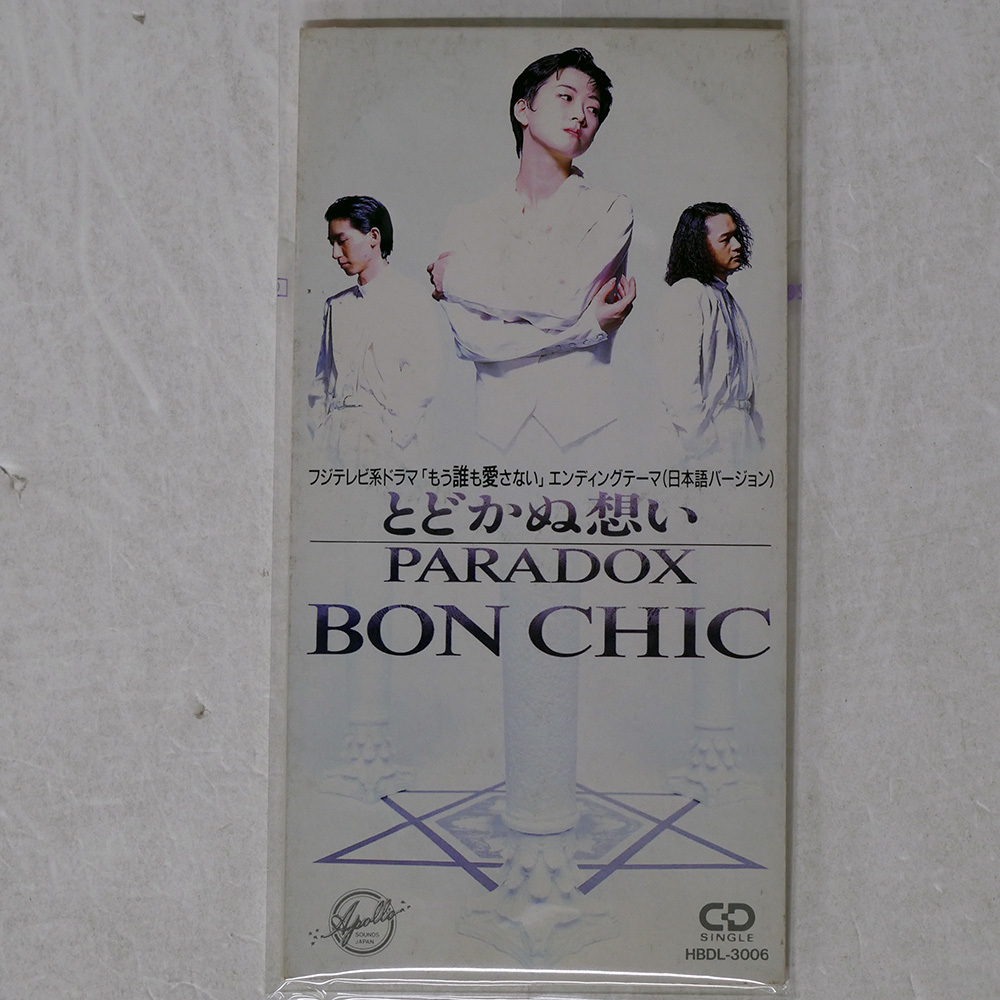 フジテレビ系ドラマ「もう誰も愛さない」エンディングテーマ(日本語バージョン)
とどかぬ想い
PARADOX
BON CHIC
Apollo
SOUNDS
JAPAN
CD
SINGLE
HBDL-3006